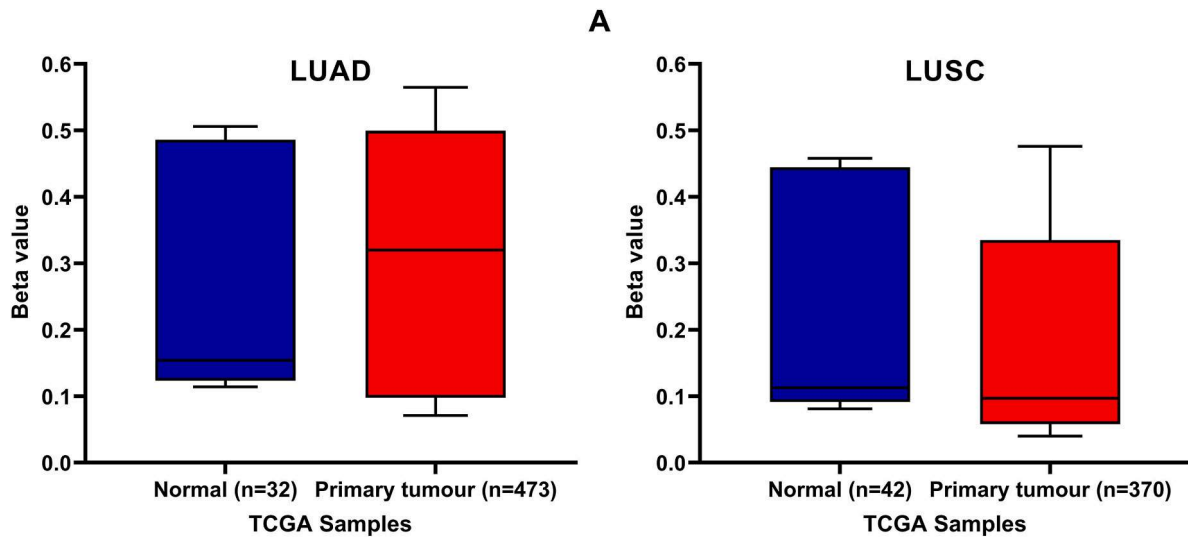 A
LUAD
0.6
0.5
0.4
0.3
0.2
0.1
0.0
Beta value
Normal (n=32) Primary tumour (n=473)
TCGA Samples
LUSC
0.6
0.5
0.4
0.3
0.2
0.1
0.0
Beta value
Normal (n=42) Primary tumour (n=370)
TCGA Samples